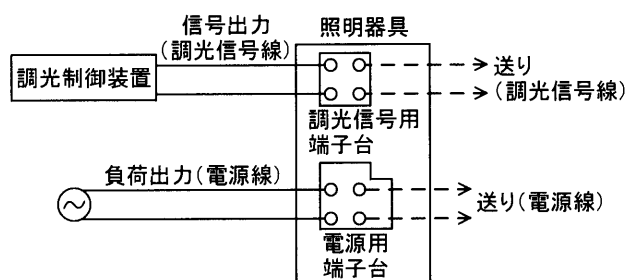 信号出力
(調光信号線)
照明器具
調光制御装置
送り
(調光信号線)
調光信号用
端子台
負荷出力(電源線)
送り(電源線)
電源用
端子台